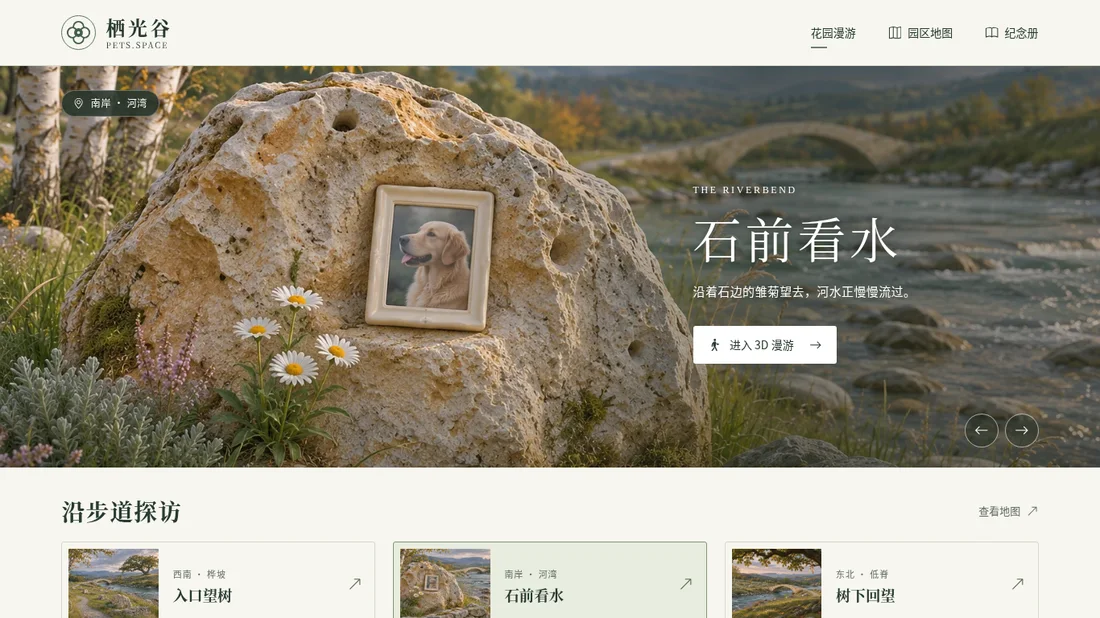 栖光谷
PETS.SPACE
花园漫游
园区地图
纪念册
南岸 · 河湾
THE RIVERBEND
石前看水
沿着石边的雏菊望去，河水正慢慢流过。
进入 3D 漫游
沿步道探访
查看地图
西南 · 桦坡
入口望树
南岸 · 河湾
石前看水
东北 · 低脊
树下回望